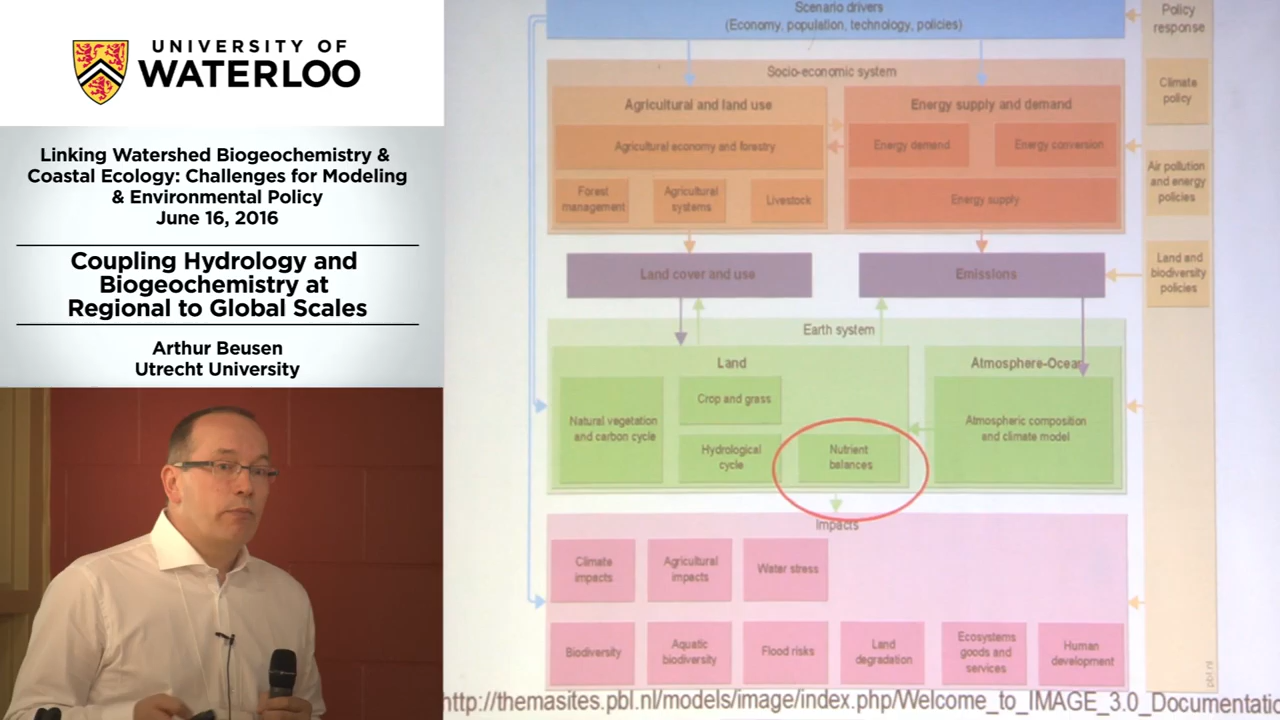 UNIVERSITY OF
WATERLOO
Linking Watershed Biogeochemistry &
Coastal Ecology: Challenges for Modeling
& Environmental Policy
June 16, 2016
Coupling Hydrology and
Biogeochemistry at
Regional to Global Scales
Arthur Beusen
Utrecht University
Scenario drivers
(Economy, population, technology, policies)
Policy
response
Socio-economic system
Agricultural and land use
Energy supply and demand
Climate
policy
Agricultural economy and forestry
Energy demand
Energy conversion
Air pollution
and energy
policies
Forest
management
Agricultural
systems
Livestock
Energy supply
Land cover and use
Emissions
Land and
biodiversity
policies
Earth system
Land
Atmosphere-Ocean
Natural vegetation
and carbon cycle
Crop and grass
Hydrological
cycle
Nutrient
balances
Atmospheric composition
and climate model
Impacts
Climate
impacts
Agricultural
impacts
Water stress
Biodiversity
Aquatic
biodiversity
Flood risks
Land
degradation
Ecosystems
goods and
services
Human
development
pbl.nl
http://themasites.pbl.nl/models/image/index.php/Welcome_to_IMAGE_3.0_Documentatio